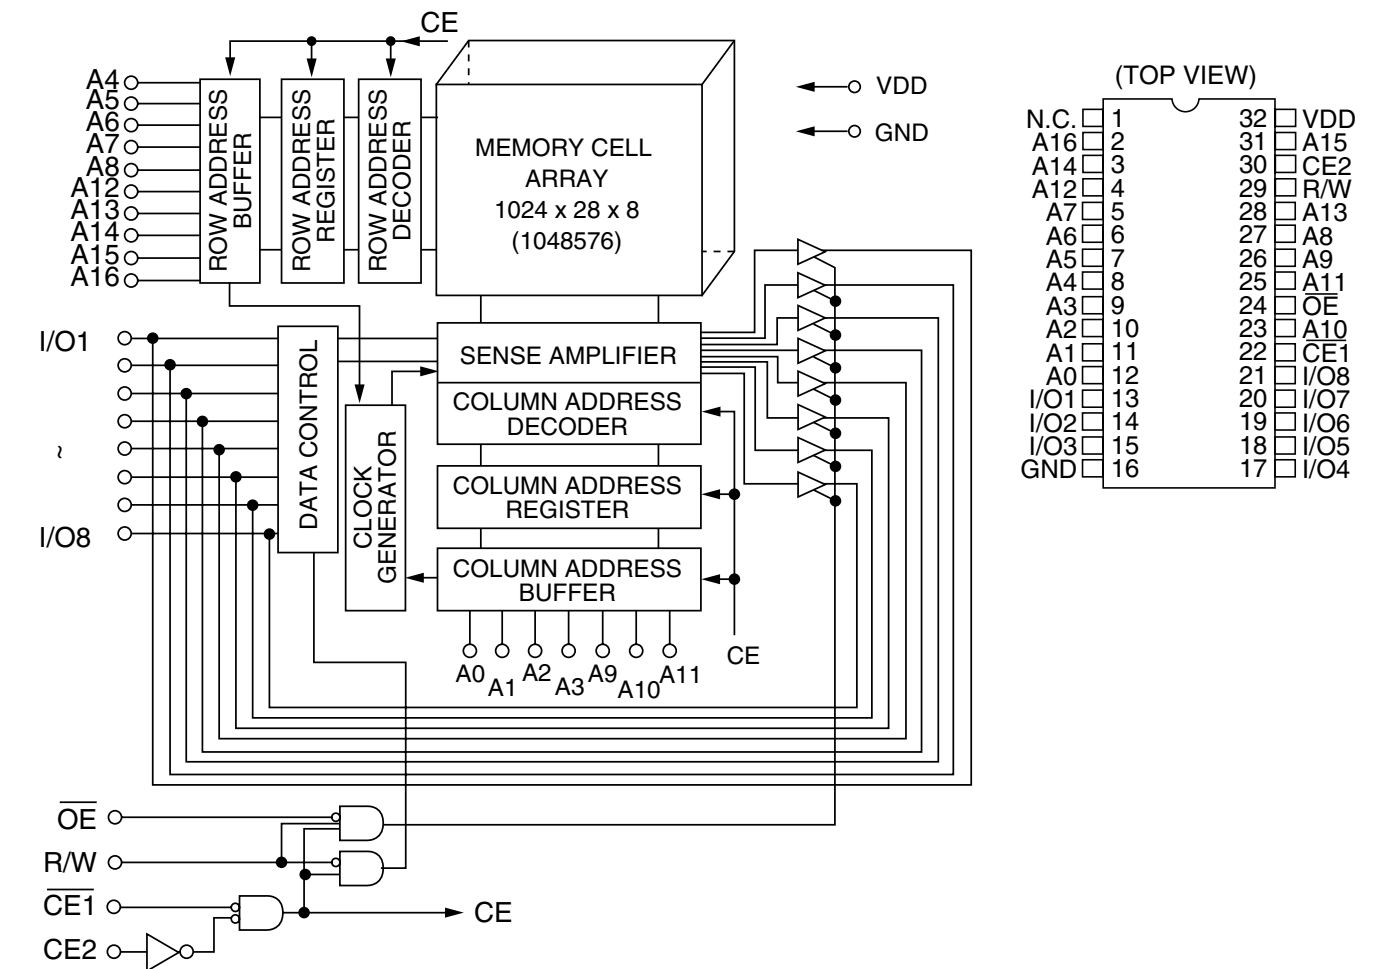 CE
A4
A5
A6
A7
A8
A12
A13
A14
A15
A16
ROW ADDRESS
BUFFER
ROW ADDRESS
REGISTER
ROW ADDRESS
DECODER
MEMORY CELL
ARRAY
1024 x 28 x 8
(1048576)
VDD
GND
I/O1
~
I/O8
DATA CONTROL
CLOCK
GENERATOR
SENSE AMPLIFIER
COLUMN ADDRESS
DECODER
COLUMN ADDRESS
REGISTER
COLUMN ADDRESS
BUFFER
A0
A1
A2
A3
A9
A10
A11
CE
OE
R/W
CE1
CE2
CE
(TOP VIEW)
N.C. 1 32 VDD
A16 2 31 A15
A14 3 30 CE2
A12 4 29 R/W
A7 5 28 A13
A6 6 27 A8
A5 7 26 A9
A4 8 25 A11
A3 9 24 OE
A2 10 23 A10
A1 11 22 CE1
A0 12 21 I/O8
I/O1 13 20 I/O7
I/O2 14 19 I/O6
I/O3 15 18 I/O5
GND 16 17 I/O4